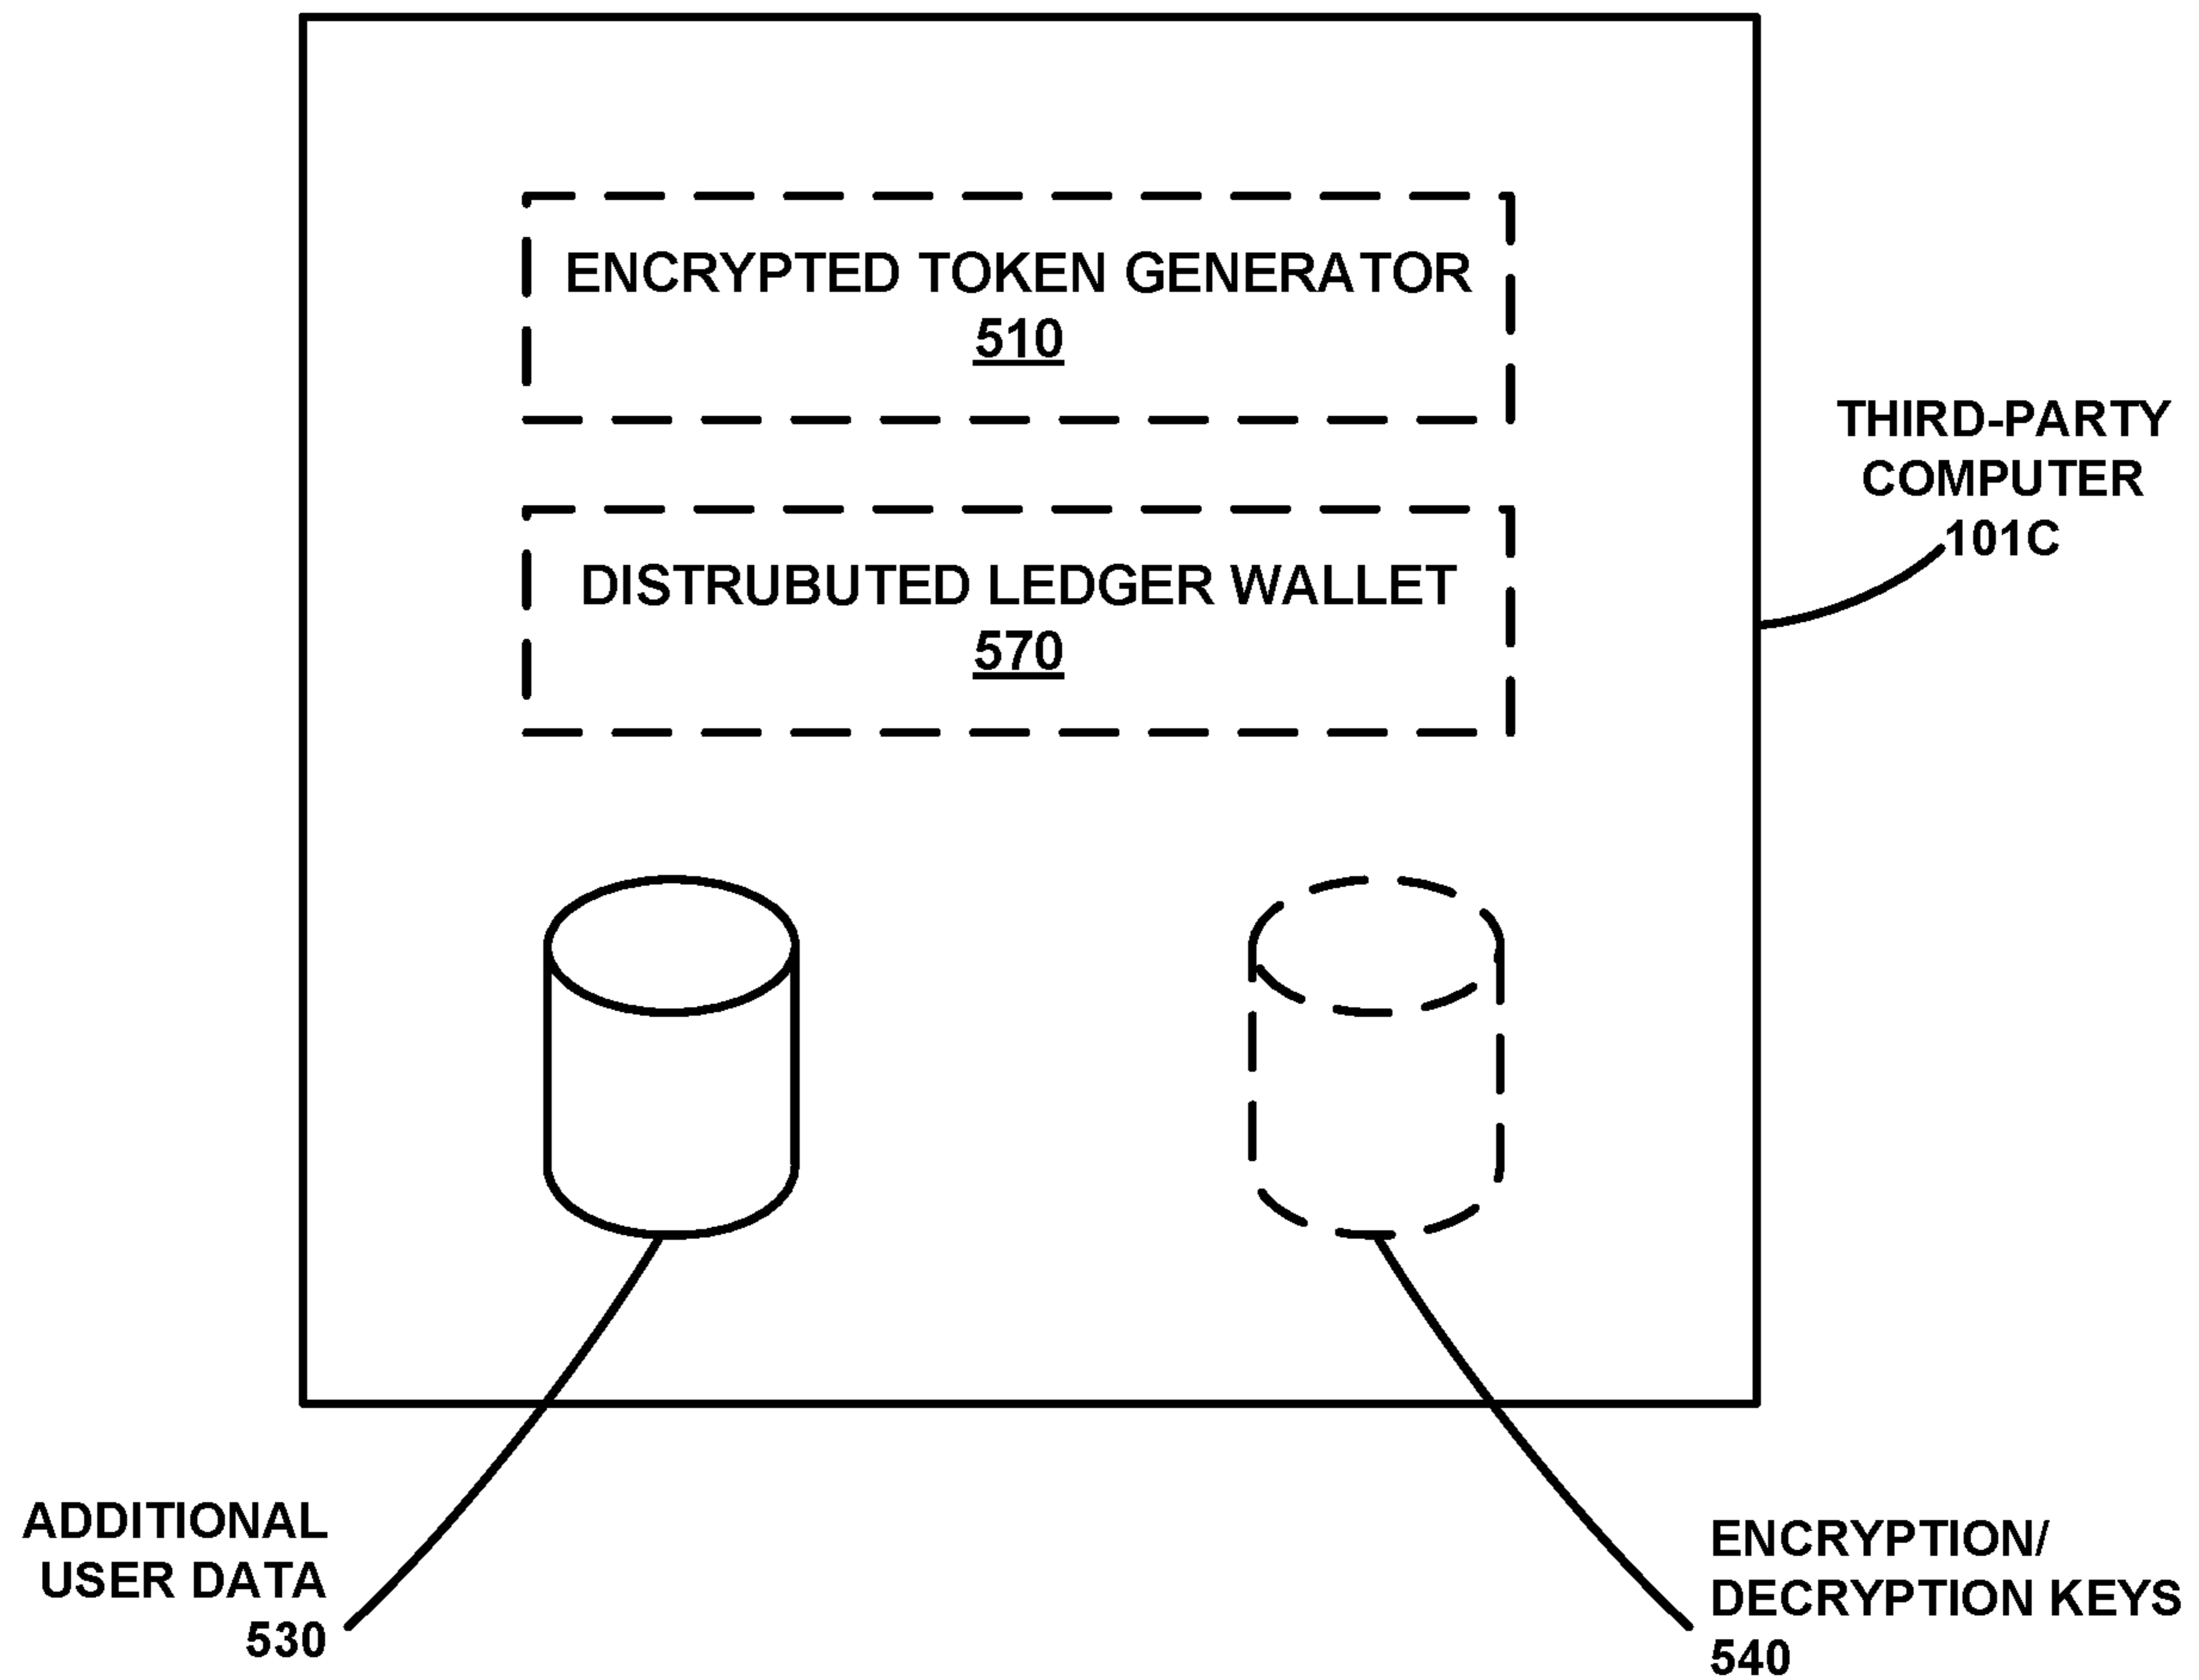 ENCRYPTED TOKEN GENERATOR
510
DISTRUBUTED LEDGER WALLET
570
THIRD-PARTY
COMPUTER
101C
ADDITIONAL
USER DATA
530
ENCRYPTION/
DECRYPTION KEYS
540